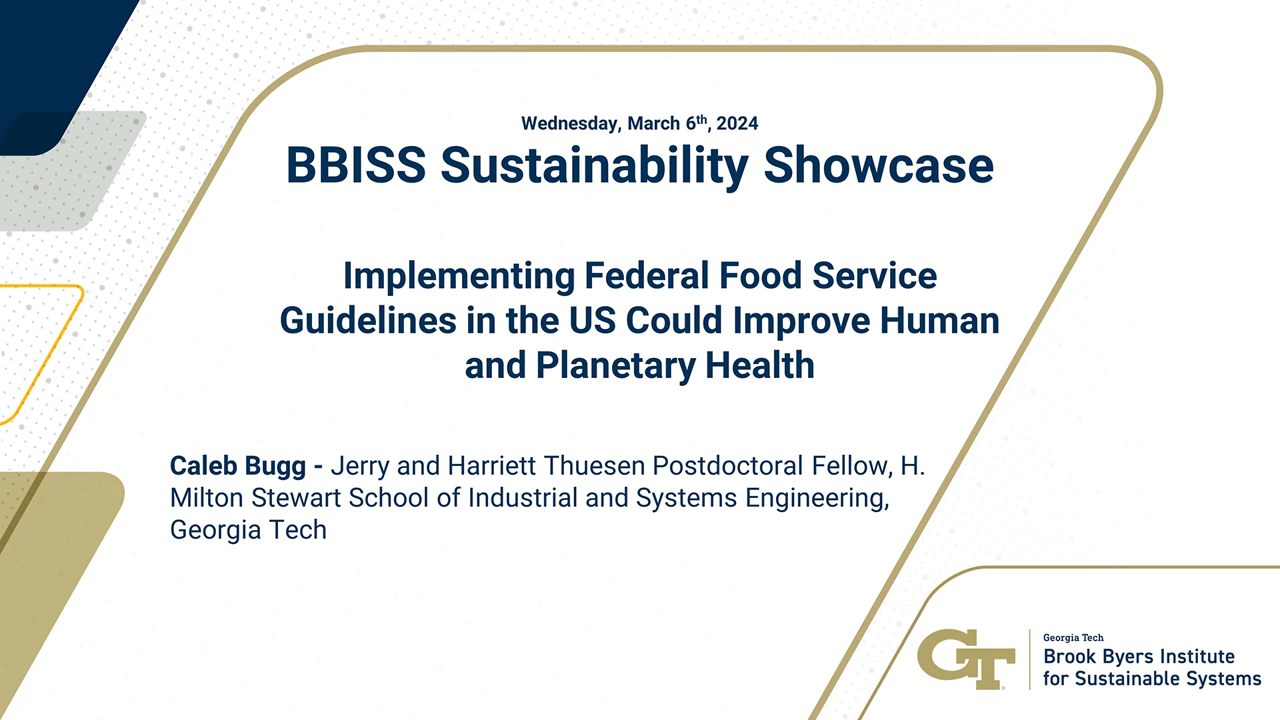 Wednesday, March 6th, 2024
BBISS Sustainability Showcase
Implementing Federal Food Service
Guidelines in the US Could Improve Human
and Planetary Health
Caleb Bugg - Jerry and Harriett Thuesen Postdoctoral Fellow, H.
Milton Stewart School of Industrial and Systems Engineering,
Georgia Tech
GT
Georgia Tech
Brook Byers Institute
for Sustainable Systems